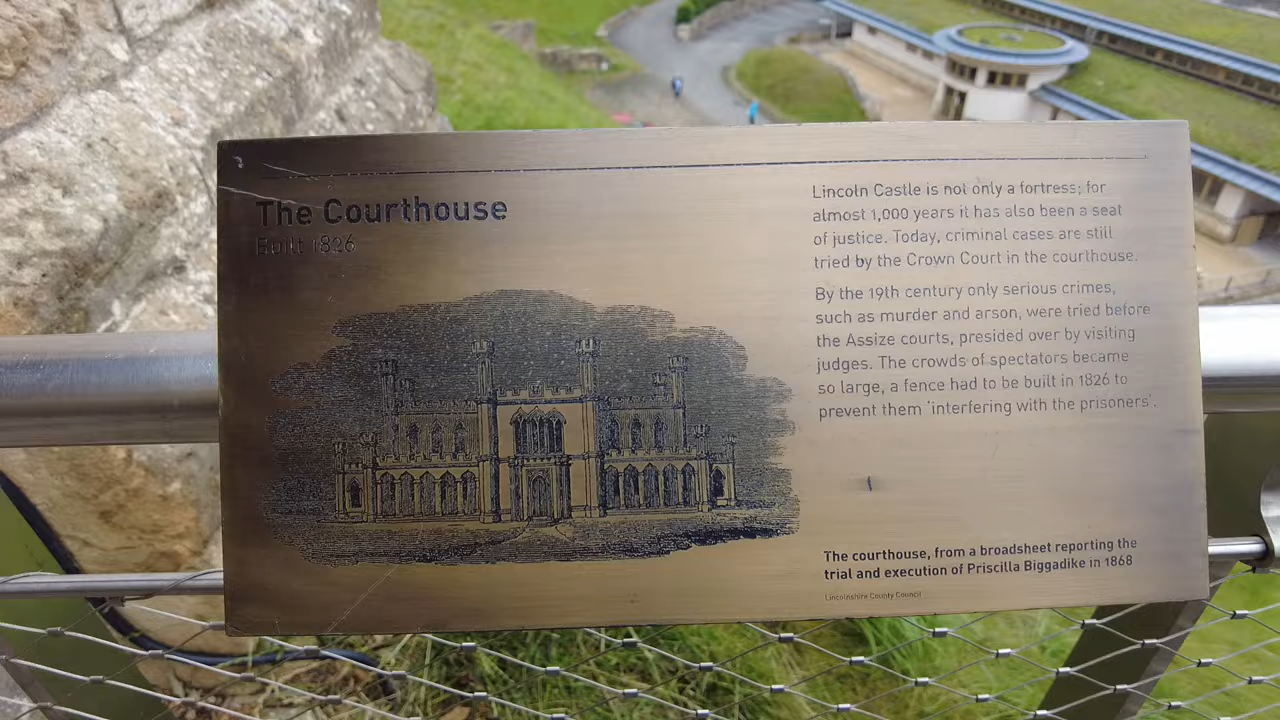 The Courthouse
Built 1826
Lincoln Castle is not only a fortress; for
almost 1,000 years it has also been a seat
of justice. Today, criminal cases are still
tried by the Crown Court in the courthouse.
By the 19th century only serious crimes,
such as murder and arson, were tried before
the Assize courts, presided over by visiting
judges. The crowds of spectators became
so large, a fence had to be built in 1826 to
prevent them 'interfering with the prisoners'.
The courthouse, from a broadsheet reporting the
trial and execution of Priscilla Biggadike in 1868
Lincolnshire County Council